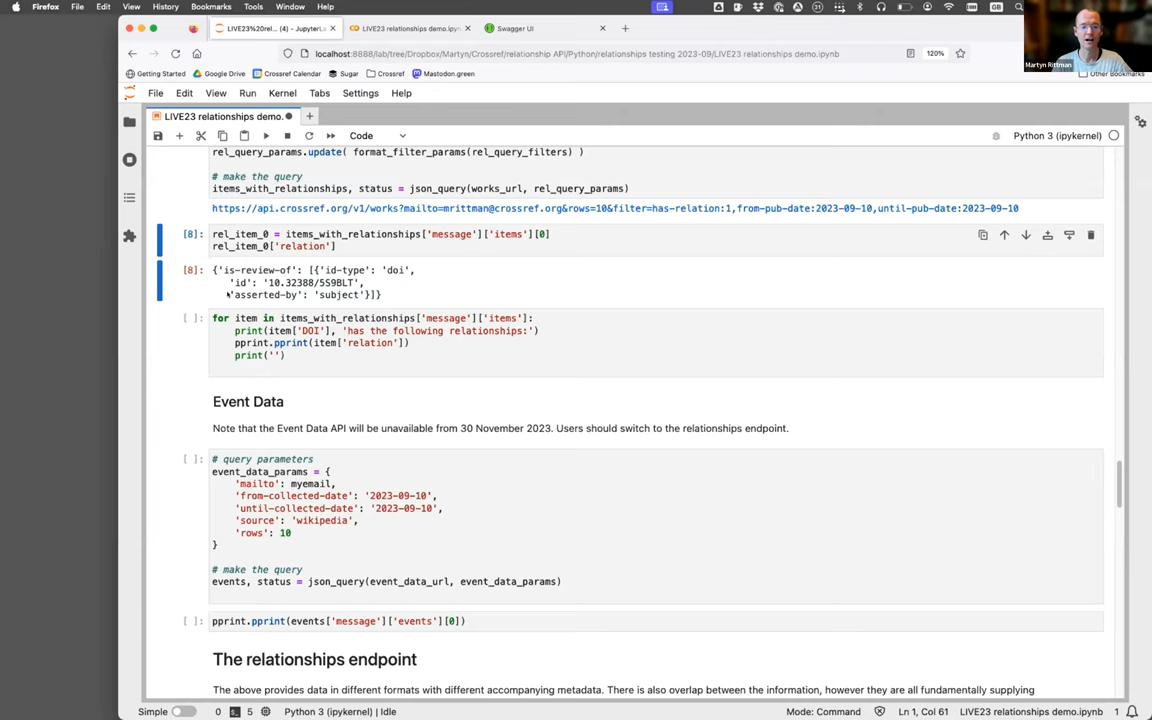 Firefox File Edit View History Bookmarks Tools Window Help
LIVE23%20rel... (4) - JupyterLa
LIVE23 relationships demo.ipyn
Swagger UI
localhost:8888/lab/tree/Dropbox/Martyn/Crossref/relationship API/Python/relationships testing 2023-09/LIVE23 relationships demo.ipynb
120%
Getting Started Google Drive Crossref Calendar Sugar Crossref Mastodon.green
Other Bookmarks
Martyn Rittman
File Edit View Run Kernel Tabs Settings Help
LIVE23 relationships demo.
Code
Python 3 (ipykernel)
rel_query_params.update( format_filter_params(rel_query_filters) )
# make the query
items_with_relationships, status = json_query(works_url, rel_query_params)
https://api.crossref.org/v1/works?mailto=mrittman@crossref.org&rows=10&filter=has-relation:1,from-pub-date:2023-09-10,until-pub-date:2023-09-10
[8]: rel_item_0 = items_with_relationships['message']['items'][0]
rel_item_0['relation']
[8]: {'is-review-of': [{'id-type': 'doi',
'id': '10.32388/5S9BLT',
'asserted-by': 'subject'}]}
[ ]: for item in items_with_relationships['message']['items']:
print(item['DOI'], 'has the following relationships:')
pprint.pprint(item['relation'])
print('')
Event Data
Note that the Event Data API will be unavailable from 30 November 2023. Users should switch to the relationships endpoint.
[ ]: # query parameters
event_data_params = {
'mailto': myemail,
'from-collected-date': '2023-09-10',
'until-collected-date': '2023-09-10',
'source': 'wikipedia',
'rows': 10
}
# make the query
events, status = json_query(event_data_url, event_data_params)
[ ]: pprint.pprint(events['message']['events'][0])
The relationships endpoint
The above provides data in different formats with different accompanying metadata. There is also overlap between the information, however they are all fundamentally supplying
Simple 0 5 Python 3 (ipykernel) | Idle Mode: Command Ln 1, Col 61 LIVE23 relationships demo.ipynb 1